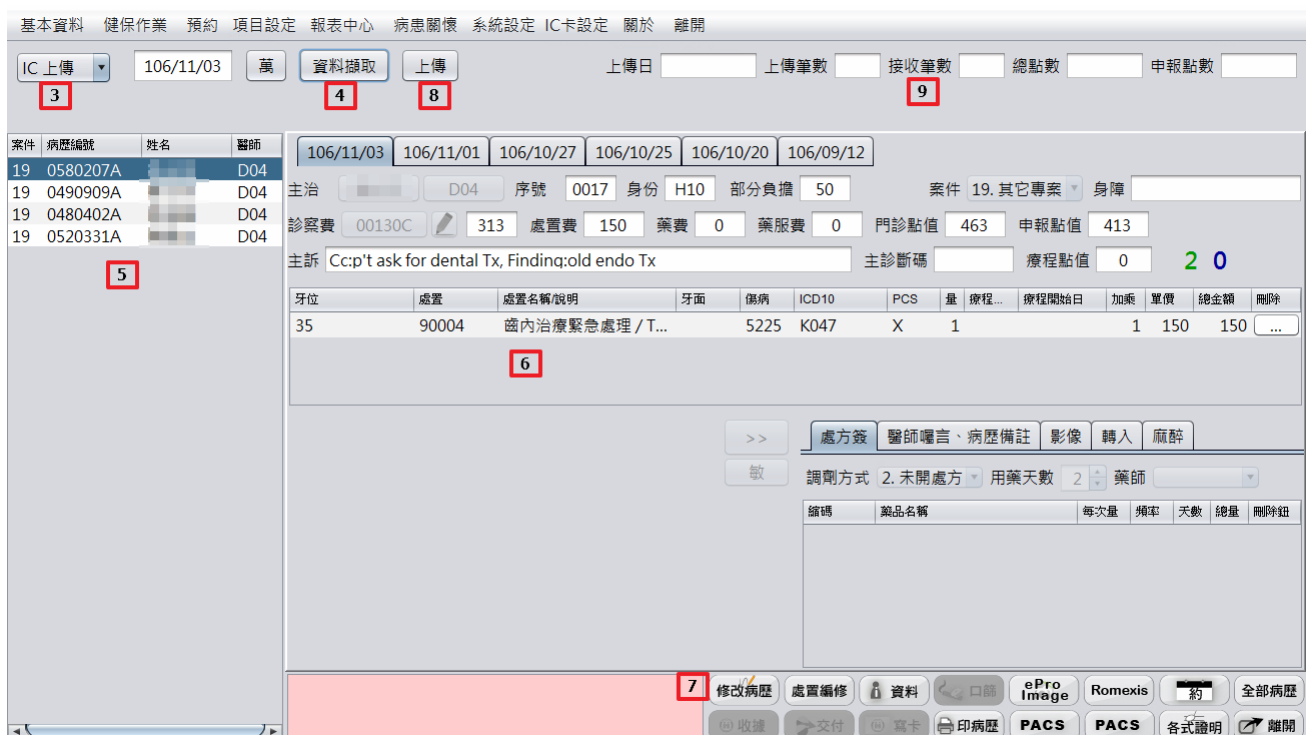 基本資料 健保作業 預約 項目設定 報表中心 病患關懷 系統設定 IC卡設定 關於 離開
IC 上傳 106/11/03 萬 資料擷取 上傳 上傳日 上傳筆數 接收筆數 總點數 申報點數
3 4 8 9
案件 病歷編號 姓名 醫師
19 0580207A D04
19 0490909A D04
19 0480402A D04
19 0520331A D04
5
106/11/03 106/11/01 106/10/27 106/10/25 106/10/20 106/09/12
主治 D04 序號 0017 身份 H10 部分負擔 50 案件 19. 其它專案 身障
診察費 00130C 313 處置費 150 藥費 0 藥服費 0 門診點值 463 申報點值 413
主訴 Cc:p't ask for dental Tx, Finding:old endo Tx 主診斷碼 療程點值 0 2 0
牙位 處置 處置名稱/說明 牙面 傷病 ICD10 PCS 量 療程... 療程開始日 加乘 單價 總金額 刪除
35 90004 齒內治療緊急處理 / T... 5225 K047 X 1 1 150 150 ...
6
>>
敏
處方簽 醫師囑言、病歷備註 影像 轉入 麻醉
調劑方式 2. 未開處方 用藥天數 2 藥師
縮碼 藥品名稱 每次量 頻率 天數 總量 刪除鈕
7 修改病歷 處置編修 資料 口篩 ePro Image Romexis 約 全部病歷
收據 交付 寫卡 印病歷 PACS PACS 各式證明 離開